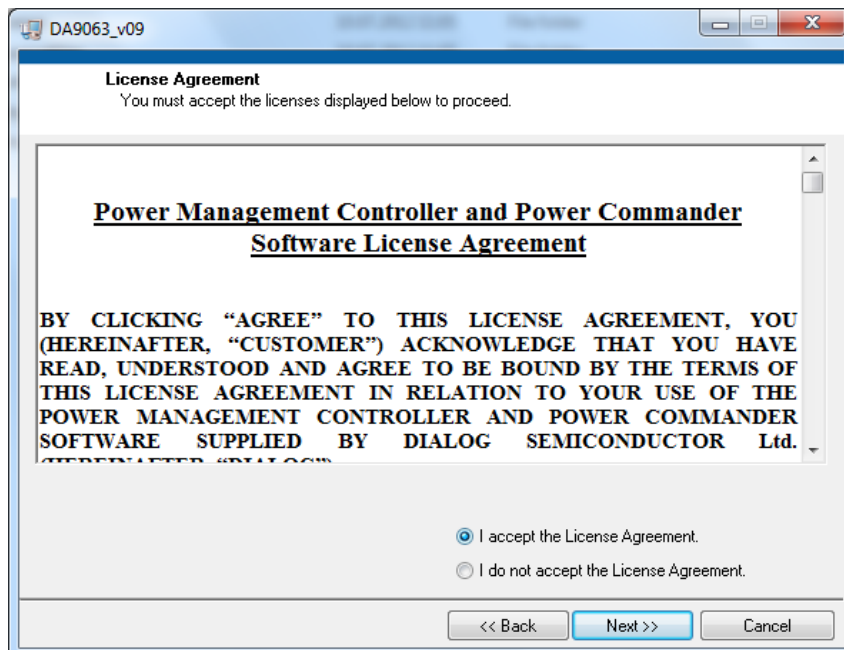 DA9063_v09
License Agreement
You must accept the licenses displayed below to proceed.
Power Management Controller and Power Commander
Software License Agreement
BY CLICKING “AGREE” TO THIS LICENSE AGREEMENT, YOU
(HEREINAFTER, “CUSTOMER”) ACKNOWLEDGE THAT YOU HAVE
READ, UNDERSTOOD AND AGREE TO BE BOUND BY THE TERMS OF
THIS LICENSE AGREEMENT IN RELATION TO YOUR USE OF THE
POWER MANAGEMENT CONTROLLER AND POWER COMMANDER
SOFTWARE SUPPLIED BY DIALOG SEMICONDUCTOR Ltd.
(HEREINAFTER, “DIALOG”)
I accept the License Agreement.
I do not accept the License Agreement.
<< Back
Next >>
Cancel